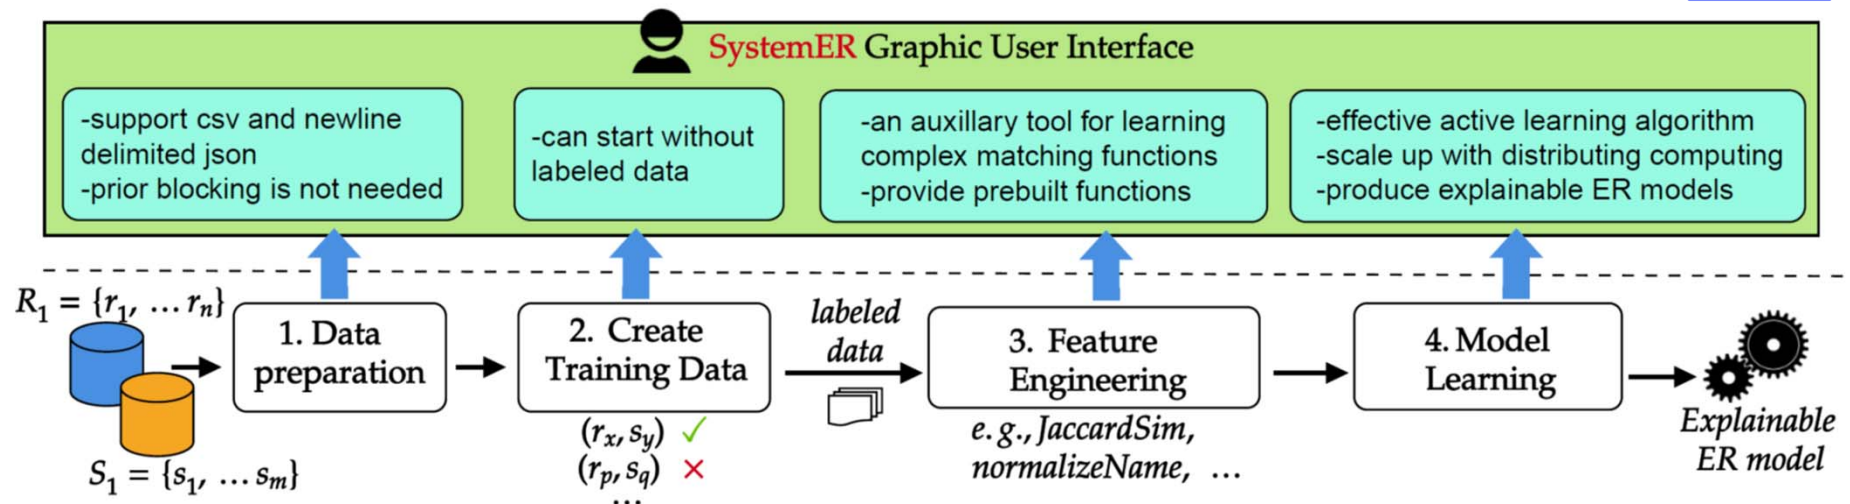 SystemER Graphic User Interface
-support csv and newline
delimited json
-prior blocking is not needed
-can start without
labeled data
-an auxillary tool for learning
complex matching functions
-provide prebuilt functions
-effective active learning algorithm
-scale up with distributing computing
-produce explainable ER models
R₁ = {r₁, … rₙ}
S₁ = {s₁, … sₘ}
1. Data
preparation
2. Create
Training Data
(rₓ, s_y) ✓
(r_p, s_q) ×
…
labeled
data
3. Feature
Engineering
e.g., JaccardSim,
normalizeName, …
4. Model
Learning
Explainable
ER model